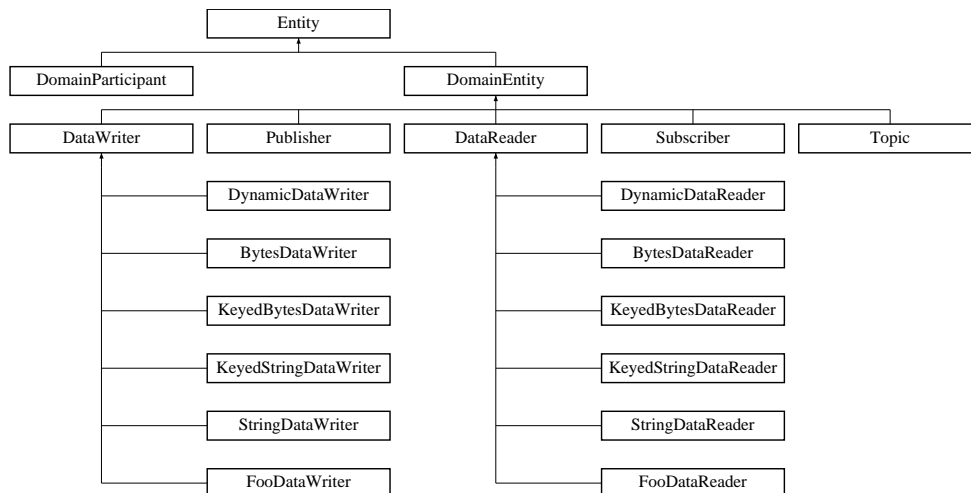 Entity
DomainParticipant
DomainEntity
DataWriter
Publisher
DataReader
Subscriber
Topic
DynamicDataWriter
DynamicDataReader
BytesDataWriter
BytesDataReader
KeyedBytesDataWriter
KeyedBytesDataReader
KeyedStringDataWriter
KeyedStringDataReader
StringDataWriter
StringDataReader
FooDataWriter
FooDataReader